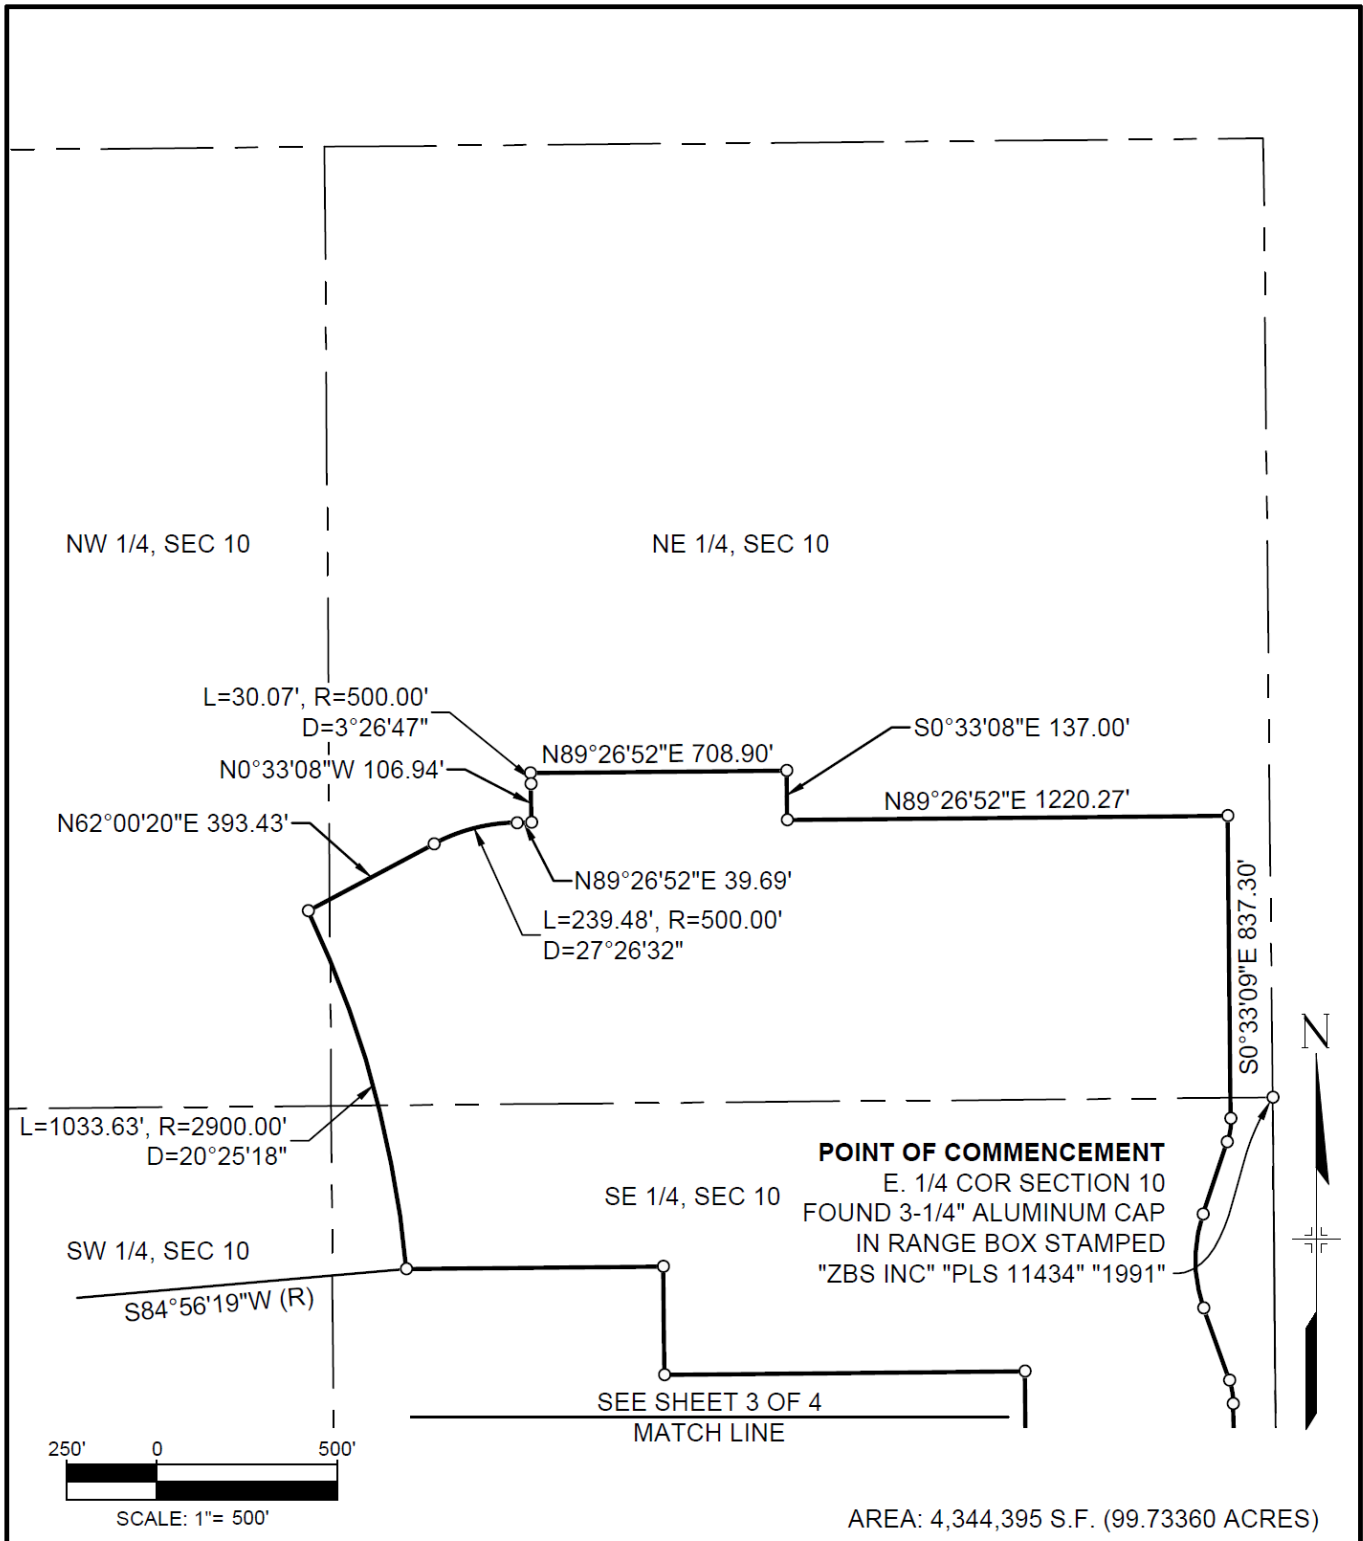 NW 1/4, SEC 10
NE 1/4, SEC 10
L=30.07', R=500.00'
D=3°26'47"
N0°33'08"W 106.94'
N62°00'20"E 393.43'
N89°26'52"E 708.90'
S0°33'08"E 137.00'
N89°26'52"E 1220.27'
N89°26'52"E 39.69'
L=239.48', R=500.00'
D=27°26'32"
S0°33'09"E 837.30'
N
L=1033.63', R=2900.00'
D=20°25'18"
POINT OF COMMENCEMENT
E. 1/4 COR SECTION 10
FOUND 3-1/4" ALUMINUM CAP
IN RANGE BOX STAMPED
"ZBS INC" "PLS 11434" "1991"
SE 1/4, SEC 10
SW 1/4, SEC 10
S84°56'19"W (R)
SEE SHEET 3 OF 4
MATCH LINE
250' 0 500'
SCALE: 1"= 500'
AREA: 4,344,395 S.F. (99.73360 ACRES)